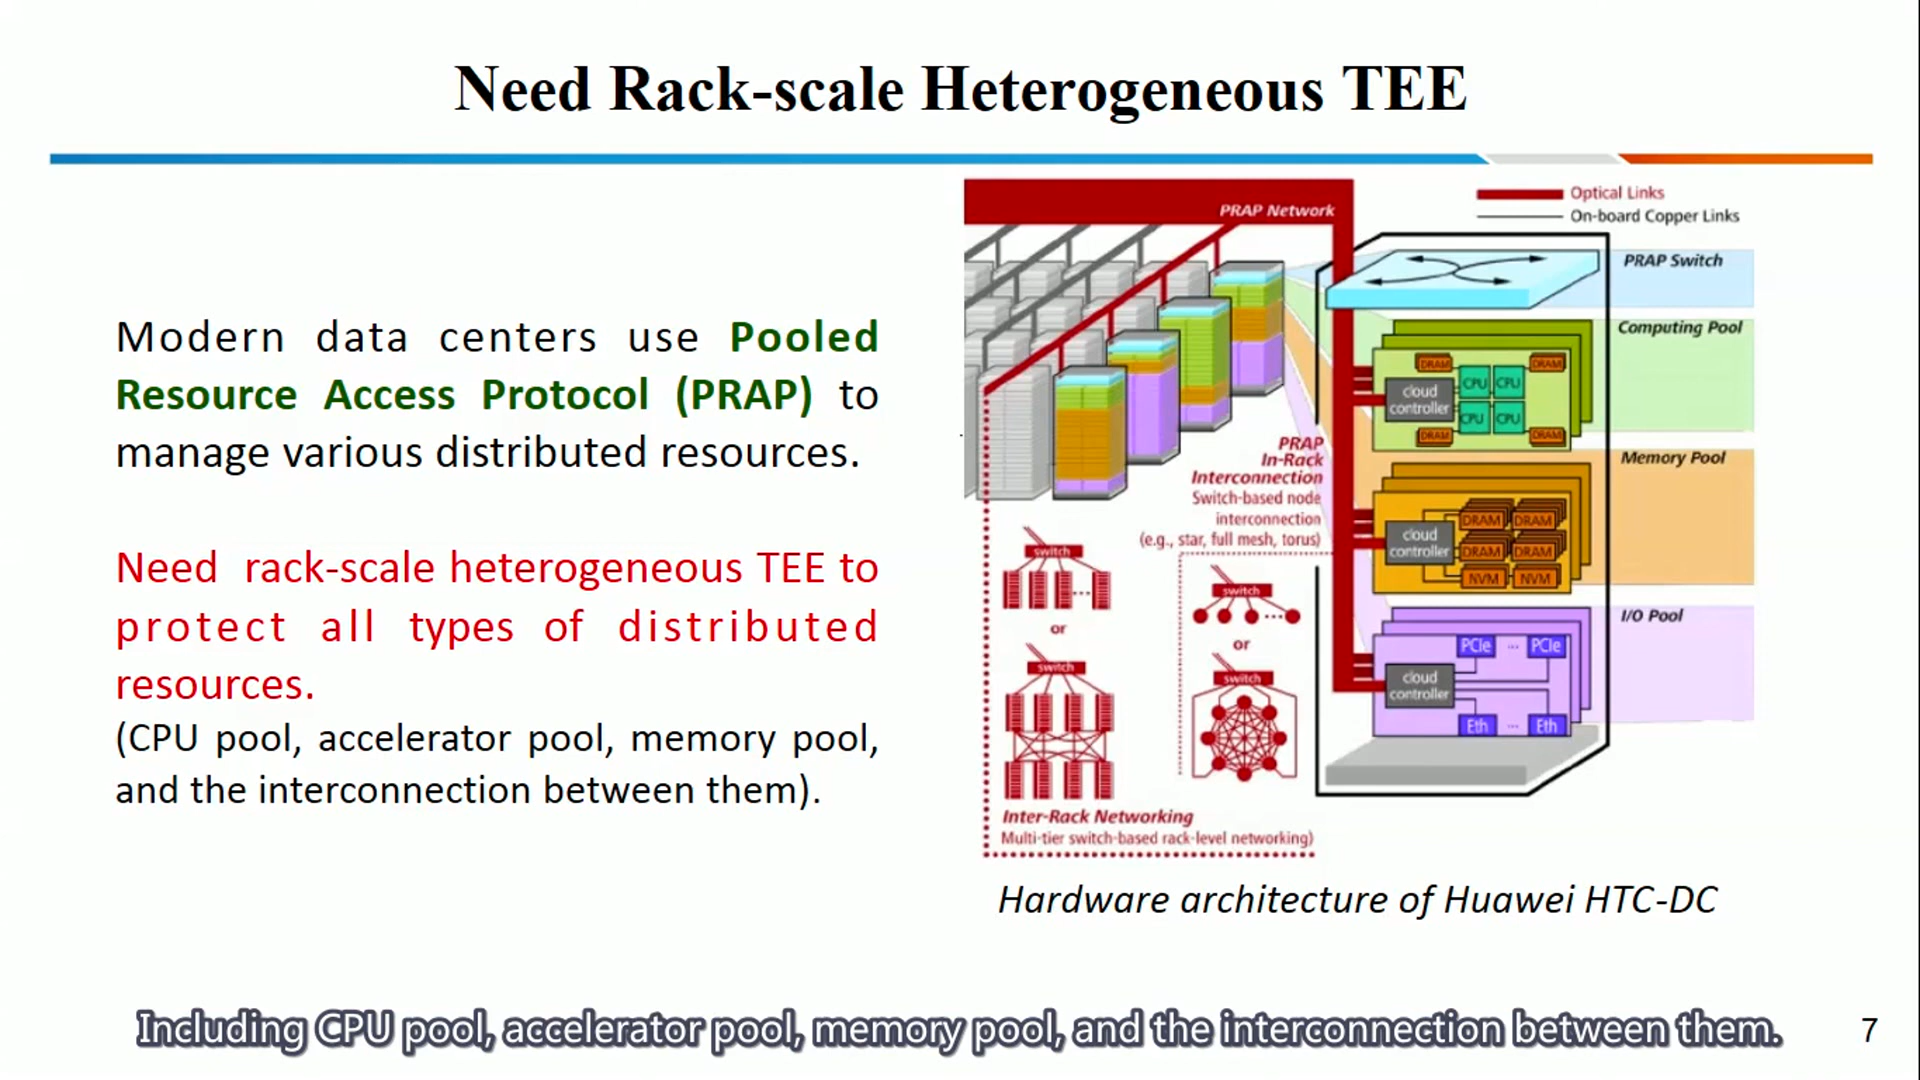 Need Rack-scale Heterogeneous TEE
Modern data centers use Pooled
Resource Access Protocol (PRAP) to
manage various distributed resources.
Need rack-scale heterogeneous TEE to
protect all types of distributed
resources.
(CPU pool, accelerator pool, memory pool,
and the interconnection between them).
PRAP Network
Optical Links
On-board Copper Links
PRAP Switch
Computing Pool
DRAM
DRAM
cloud
controller
CPU
CPU
CPU
CPU
DRAM
DRAM
Memory Pool
cloud
controller
DRAM
DRAM
DRAM
DRAM
NVM
NVM
I/O Pool
PCIe
...
PCIe
cloud
controller
Eth
...
Eth
PRAP
In-Rack
Interconnection
Switch-based node
interconnection
(e.g., star, full mesh, torus)
switch
or
switch
switch
or
switch
Inter-Rack Networking
Multi-tier switch-based rack-level networking)
Hardware architecture of Huawei HTC-DC
Including CPU pool, accelerator pool, memory pool, and the interconnection between them.
7